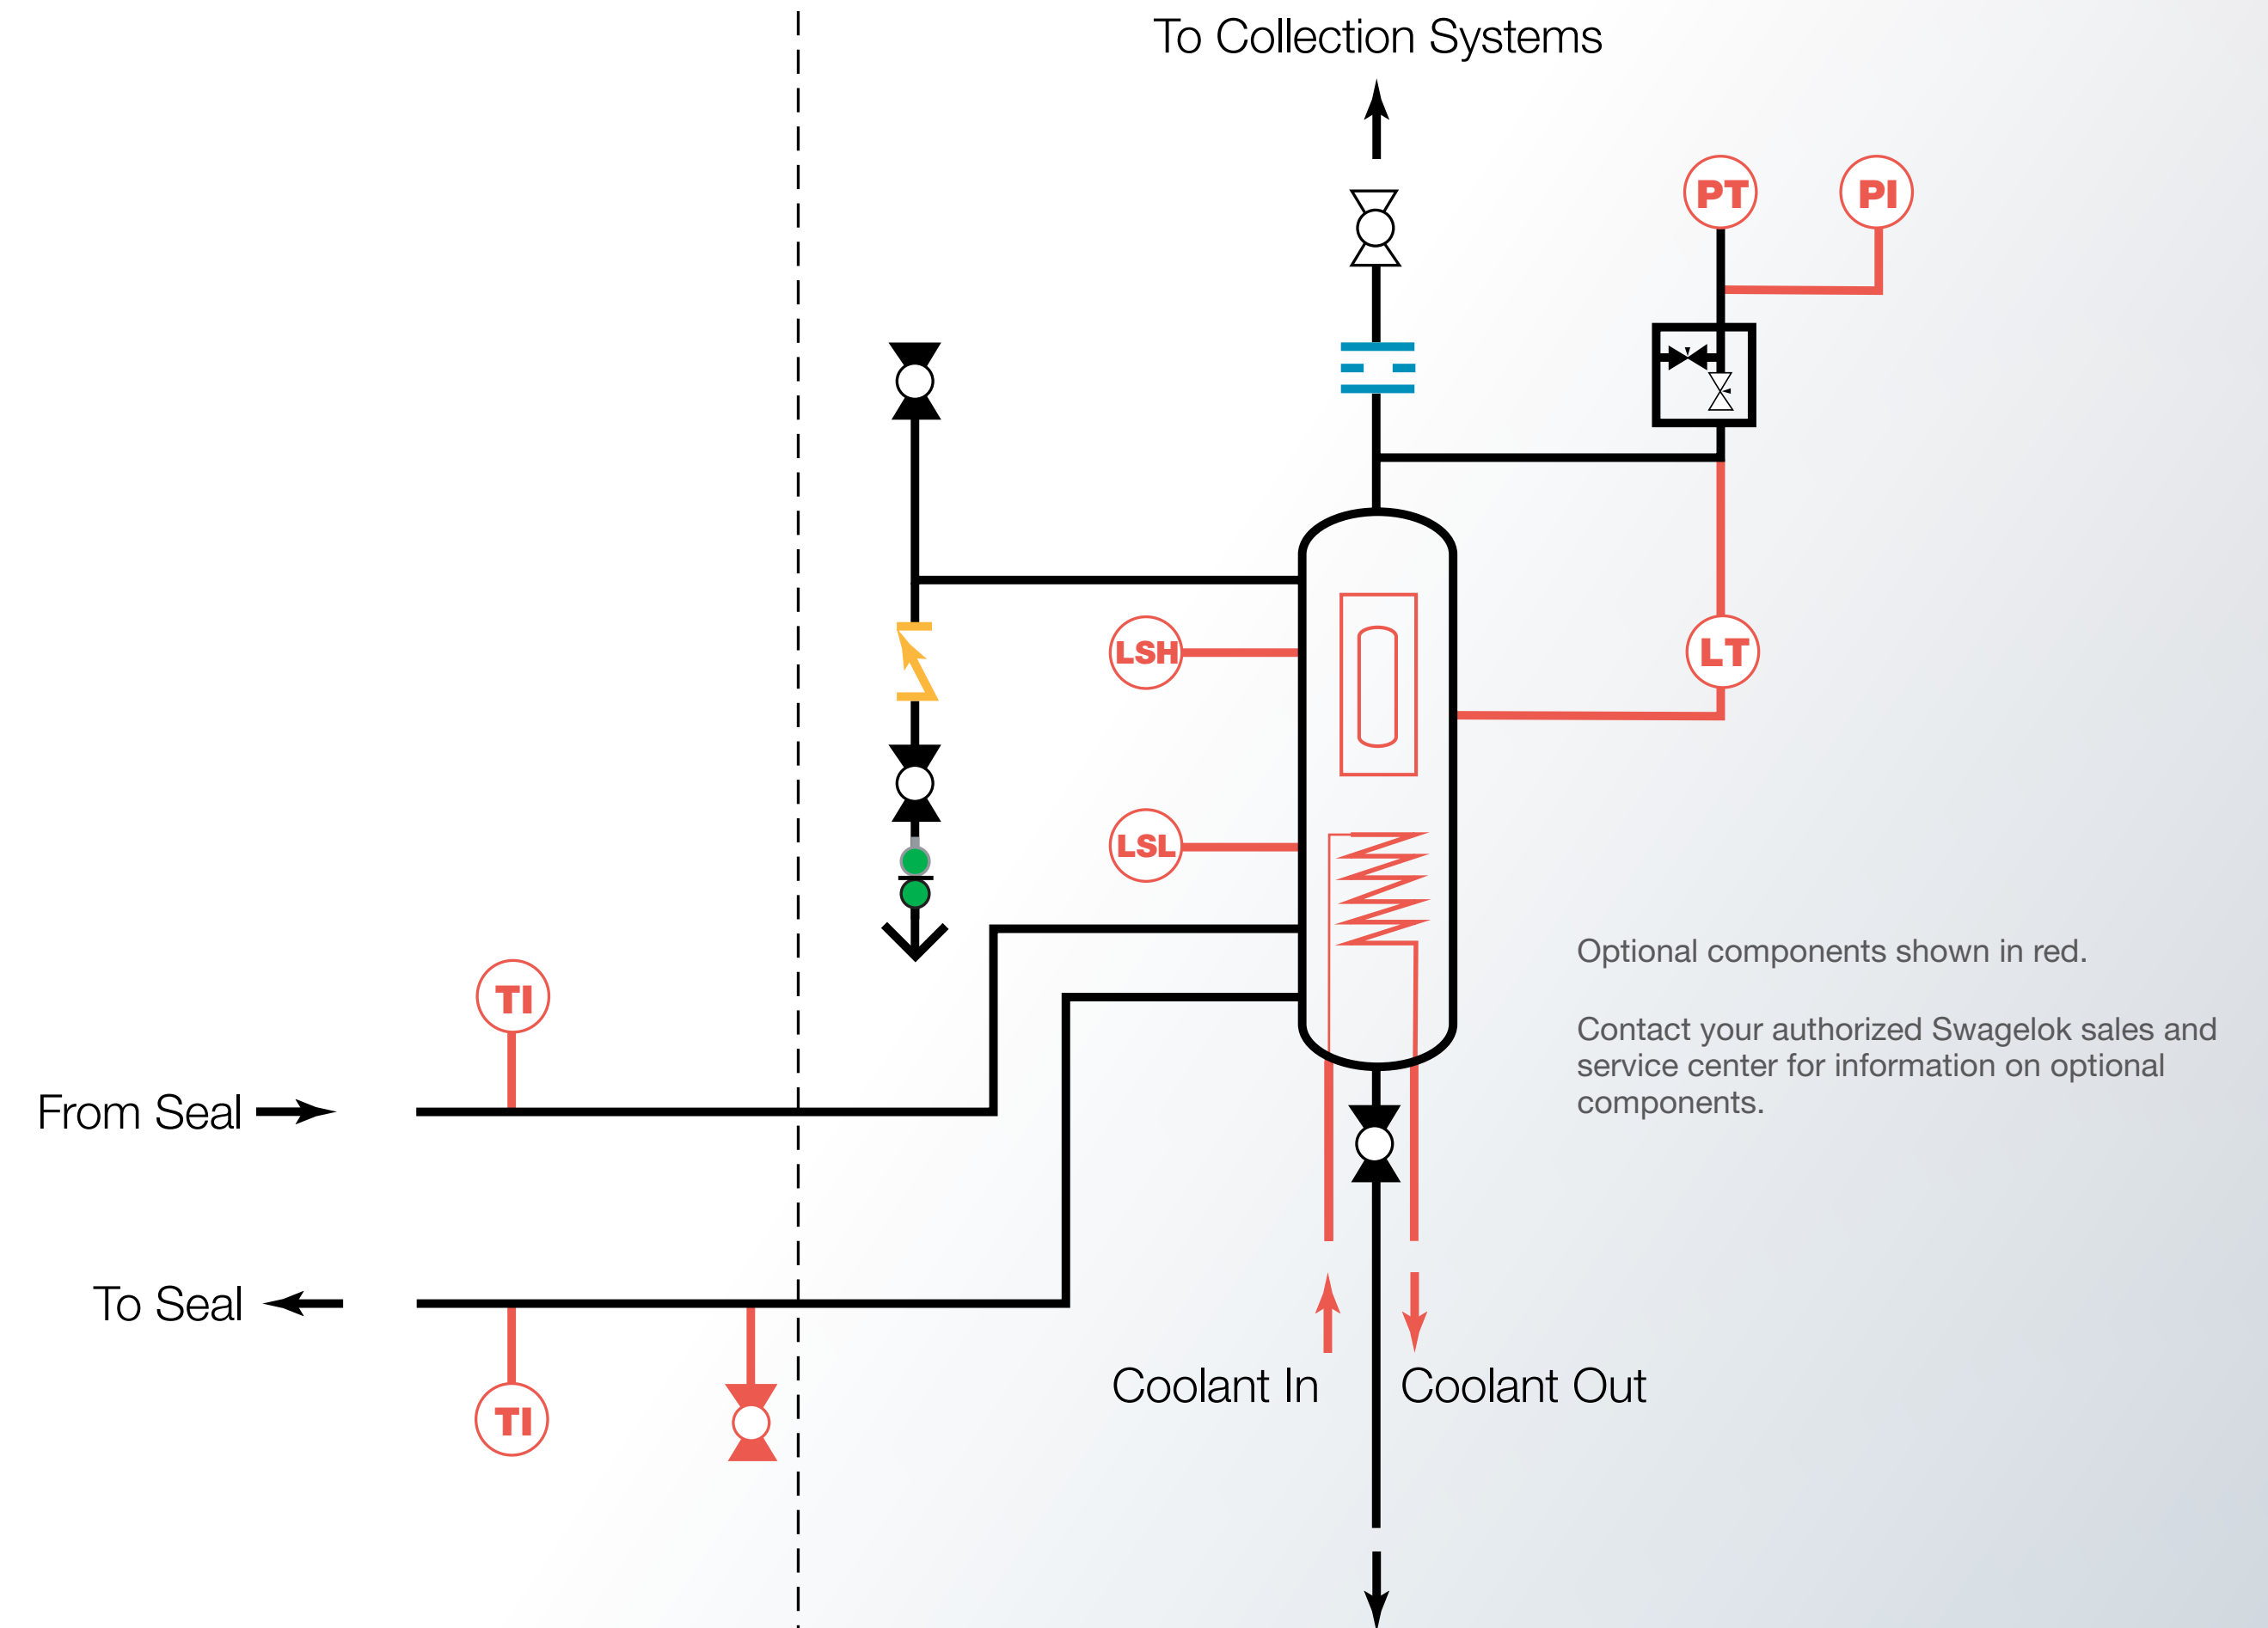 To Collection Systems
PT
PI
LSH
LT
LSL
Optional components shown in red.
TI
Contact your authorized Swagelok sales and
service center for information on optional
components.
From Seal
To Seal
Coolant In
Coolant Out
TI